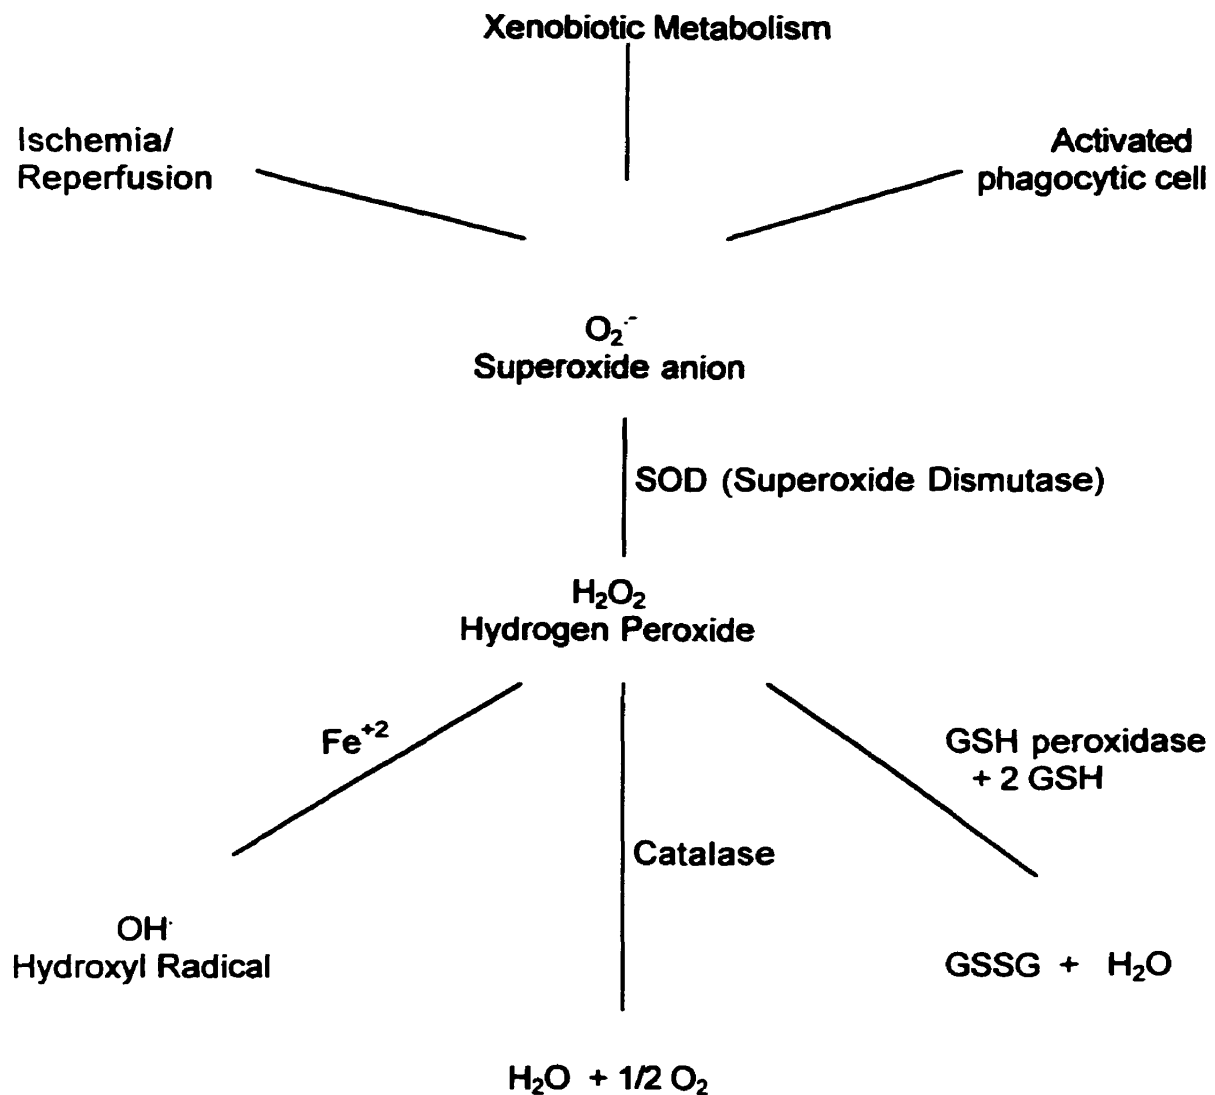 Xenobiotic Metabolism
Ischemia/
Reperfusion
Activated
phagocytic cell
O₂·⁻
Superoxide anion
SOD (Superoxide Dismutase)
H₂O₂
Hydrogen Peroxide
Fe⁺²
GSH peroxidase
+ 2 GSH
Catalase
OH·
Hydroxyl Radical
GSSG + H₂O
H₂O + 1/2 O₂